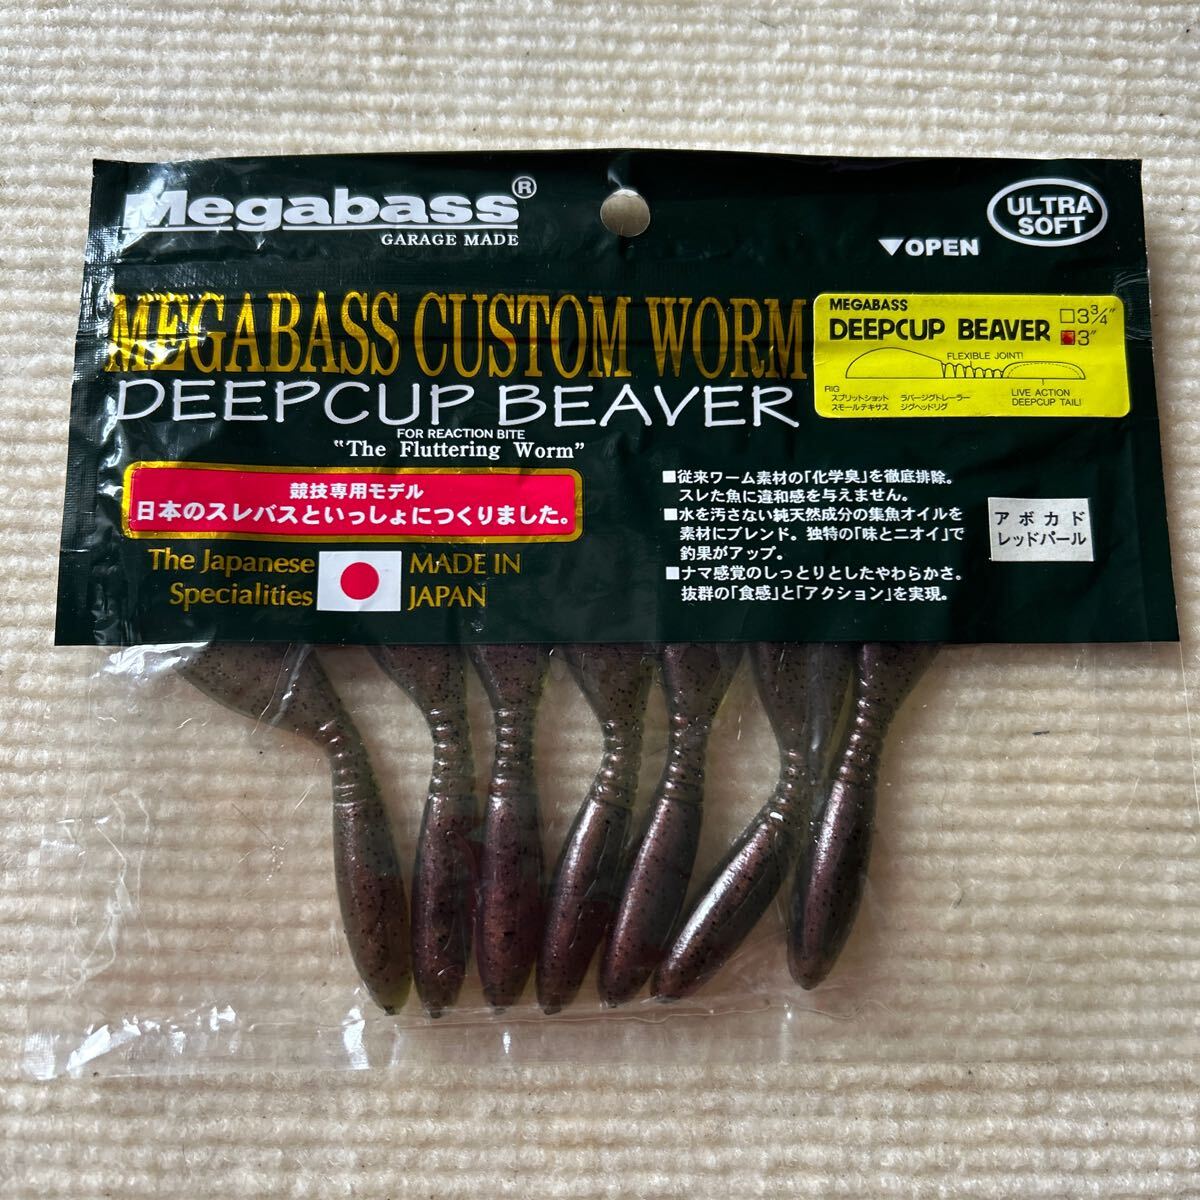 Megabass®
GARAGE MADE
▼OPEN
ULTRA
SOFT
MEGABASS CUSTOM WORM
DEEPCUP BEAVER
FOR REACTION BITE
"The Fluttering Worm"
MEGABASS
DEEPCUP BEAVER
□3¾″
■3″
FLEXIBLE JOINT!
LIVE ACTION
DEEPCUP TAIL!
RIG
スプリットショット ラバージグトレーラー
スモールテキサス ジグヘッドリグ
競技専用モデル
日本のスレバスといっしょにつくりました。
The Japanese
Specialities
MADE IN
JAPAN
■従来ワーム素材の「化学臭」を徹底排除。
スレた魚に違和感を与えません。
■水を汚さない純天然成分の集魚オイルを
素材にブレンド。独特の「味とニオイ」で
釣果がアップ。
■ナマ感覚のしっとりとしたやわらかさ。
抜群の「食感」と「アクション」を実現。
アボカド
レッドパール